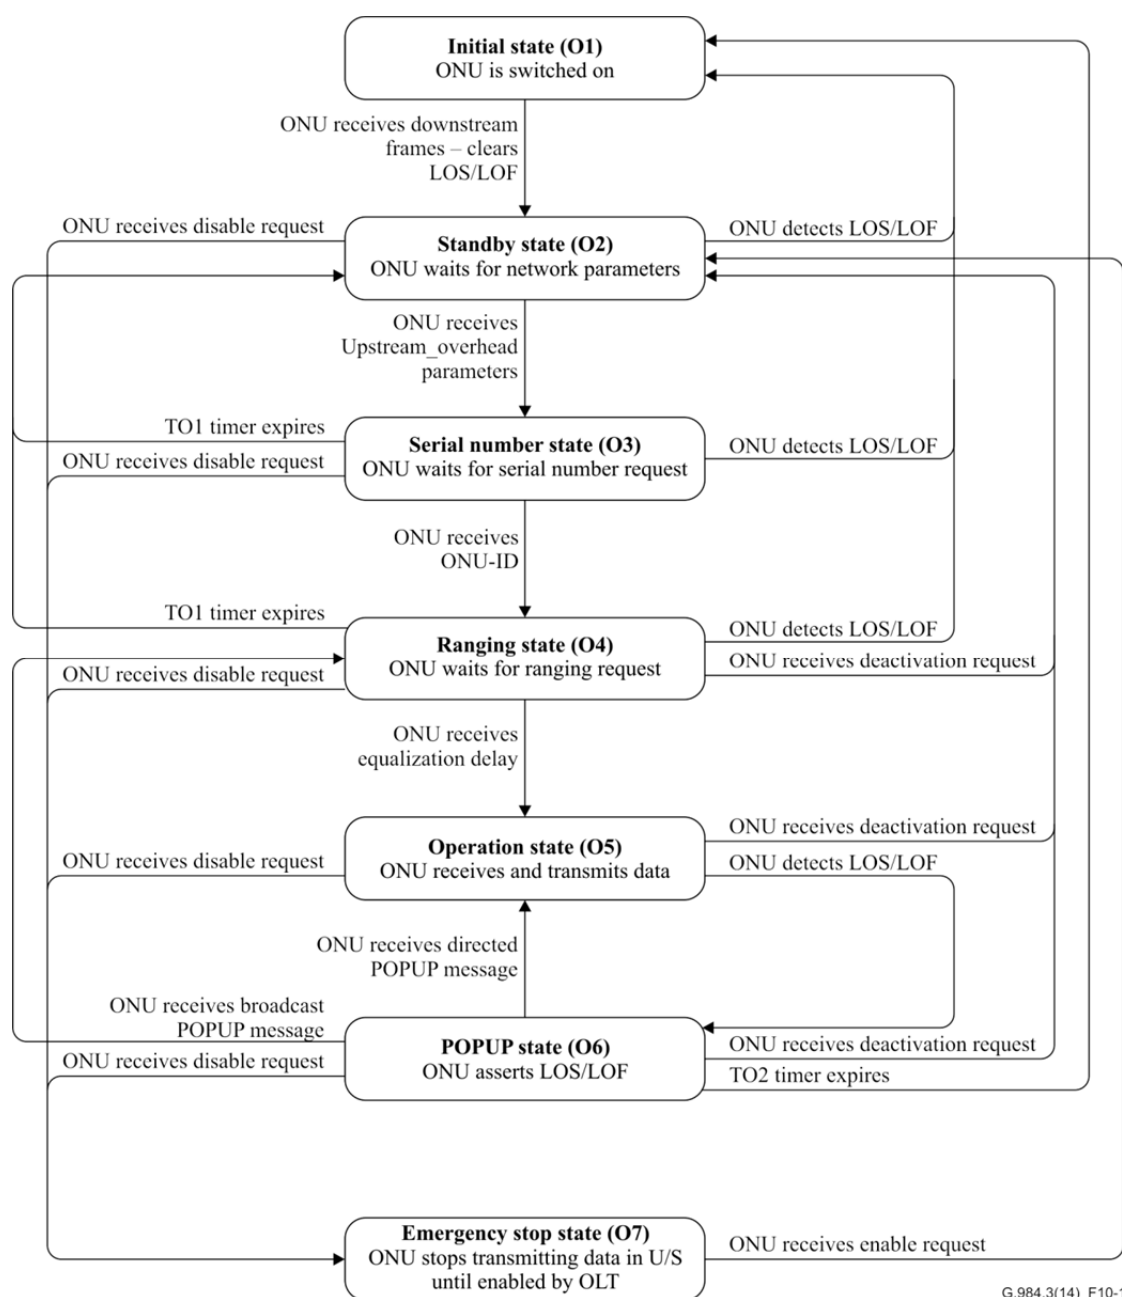 Initial state (O1)
ONU is switched on
ONU receives downstream
frames – clears
LOS/LOF
ONU receives disable request
Standby state (O2)
ONU waits for network parameters
ONU detects LOS/LOF
ONU receives
Upstream_overhead
parameters
TO1 timer expires
ONU receives disable request
Serial number state (O3)
ONU waits for serial number request
ONU detects LOS/LOF
ONU receives
ONU-ID
TO1 timer expires
ONU receives disable request
Ranging state (O4)
ONU waits for ranging request
ONU detects LOS/LOF
ONU receives deactivation request
ONU receives
equalization delay
ONU receives disable request
Operation state (O5)
ONU receives and transmits data
ONU receives deactivation request
ONU detects LOS/LOF
ONU receives directed
POPUP message
ONU receives broadcast
POPUP message
ONU receives disable request
POPUP state (O6)
ONU asserts LOS/LOF
ONU receives deactivation request
TO2 timer expires
Emergency stop state (O7)
ONU stops transmitting data in U/S
until enabled by OLT
ONU receives enable request
G.984.3(14)_F10-1